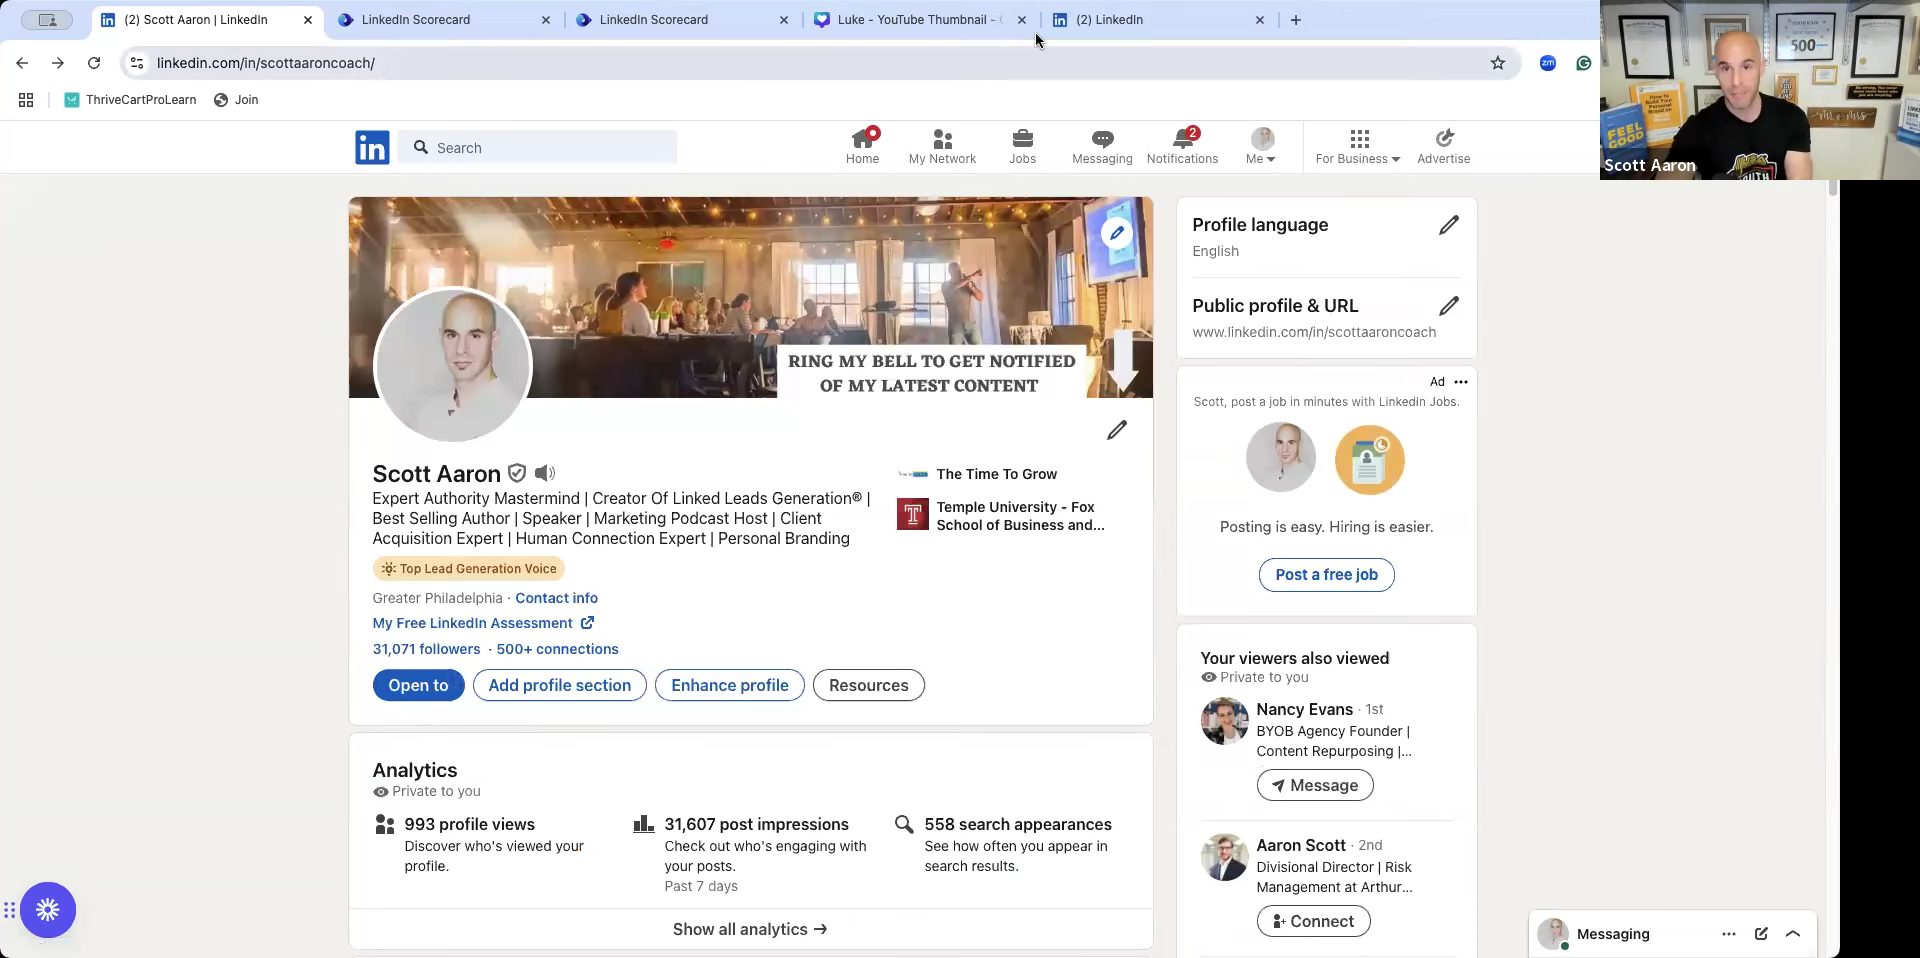 (2) Scott Aaron | LinkedIn
LinkedIn Scorecard
LinkedIn Scorecard
Luke - YouTube Thumbnail -
(2) LinkedIn
linkedin.com/in/scottaaroncoach/
zm
ThriveCartProLearn
Join
in
Search
Home
My Network
Jobs
Messaging
2
Notifications
Me
For Business
Advertise
500
FEEL
GOOD
Mr & Mrs
Scott Aaron
RING MY BELL TO GET NOTIFIED
OF MY LATEST CONTENT
Scott Aaron
Expert Authority Mastermind | Creator Of Linked Leads Generation® |
Best Selling Author | Speaker | Marketing Podcast Host | Client
Acquisition Expert | Human Connection Expert | Personal Branding
Top Lead Generation Voice
Greater Philadelphia · Contact info
My Free LinkedIn Assessment
31,071 followers · 500+ connections
Open to
Add profile section
Enhance profile
Resources
The Time To Grow
Temple University - Fox
School of Business and...
Analytics
Private to you
993 profile views
Discover who's viewed your
profile.
31,607 post impressions
Check out who's engaging with
your posts.
Past 7 days
558 search appearances
See how often you appear in
search results.
Show all analytics →
Profile language
English
Public profile & URL
www.linkedin.com/in/scottaaroncoach
Ad
Scott, post a job in minutes with LinkedIn Jobs.
Posting is easy. Hiring is easier.
Post a free job
Your viewers also viewed
Private to you
Nancy Evans · 1st
BYOB Agency Founder |
Content Repurposing |...
Message
Aaron Scott · 2nd
Divisional Director | Risk
Management at Arthur...
Connect
Messaging